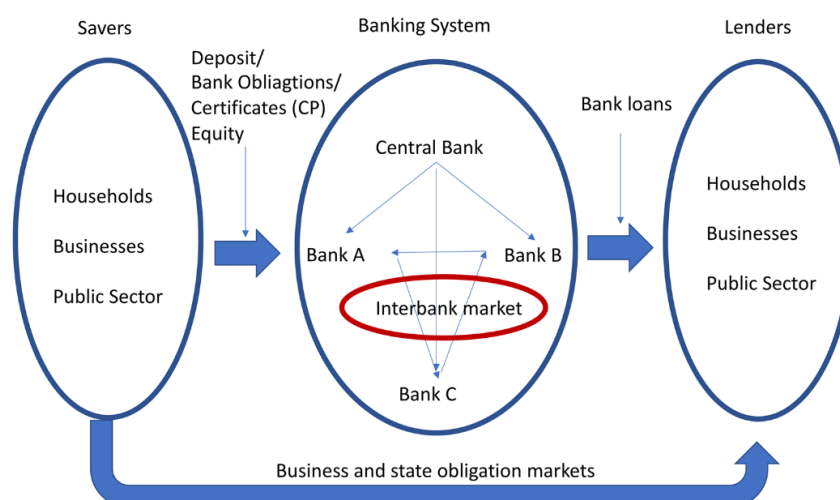 Savers
Banking System
Lenders
Deposit/
Bank Obliagtions/
Certificates (CP)
Equity
Bank loans
Central Bank
Households
Businesses
Public Sector
Bank A
Bank B
Interbank market
Bank C
Households
Businesses
Public Sector
Business and state obligation markets